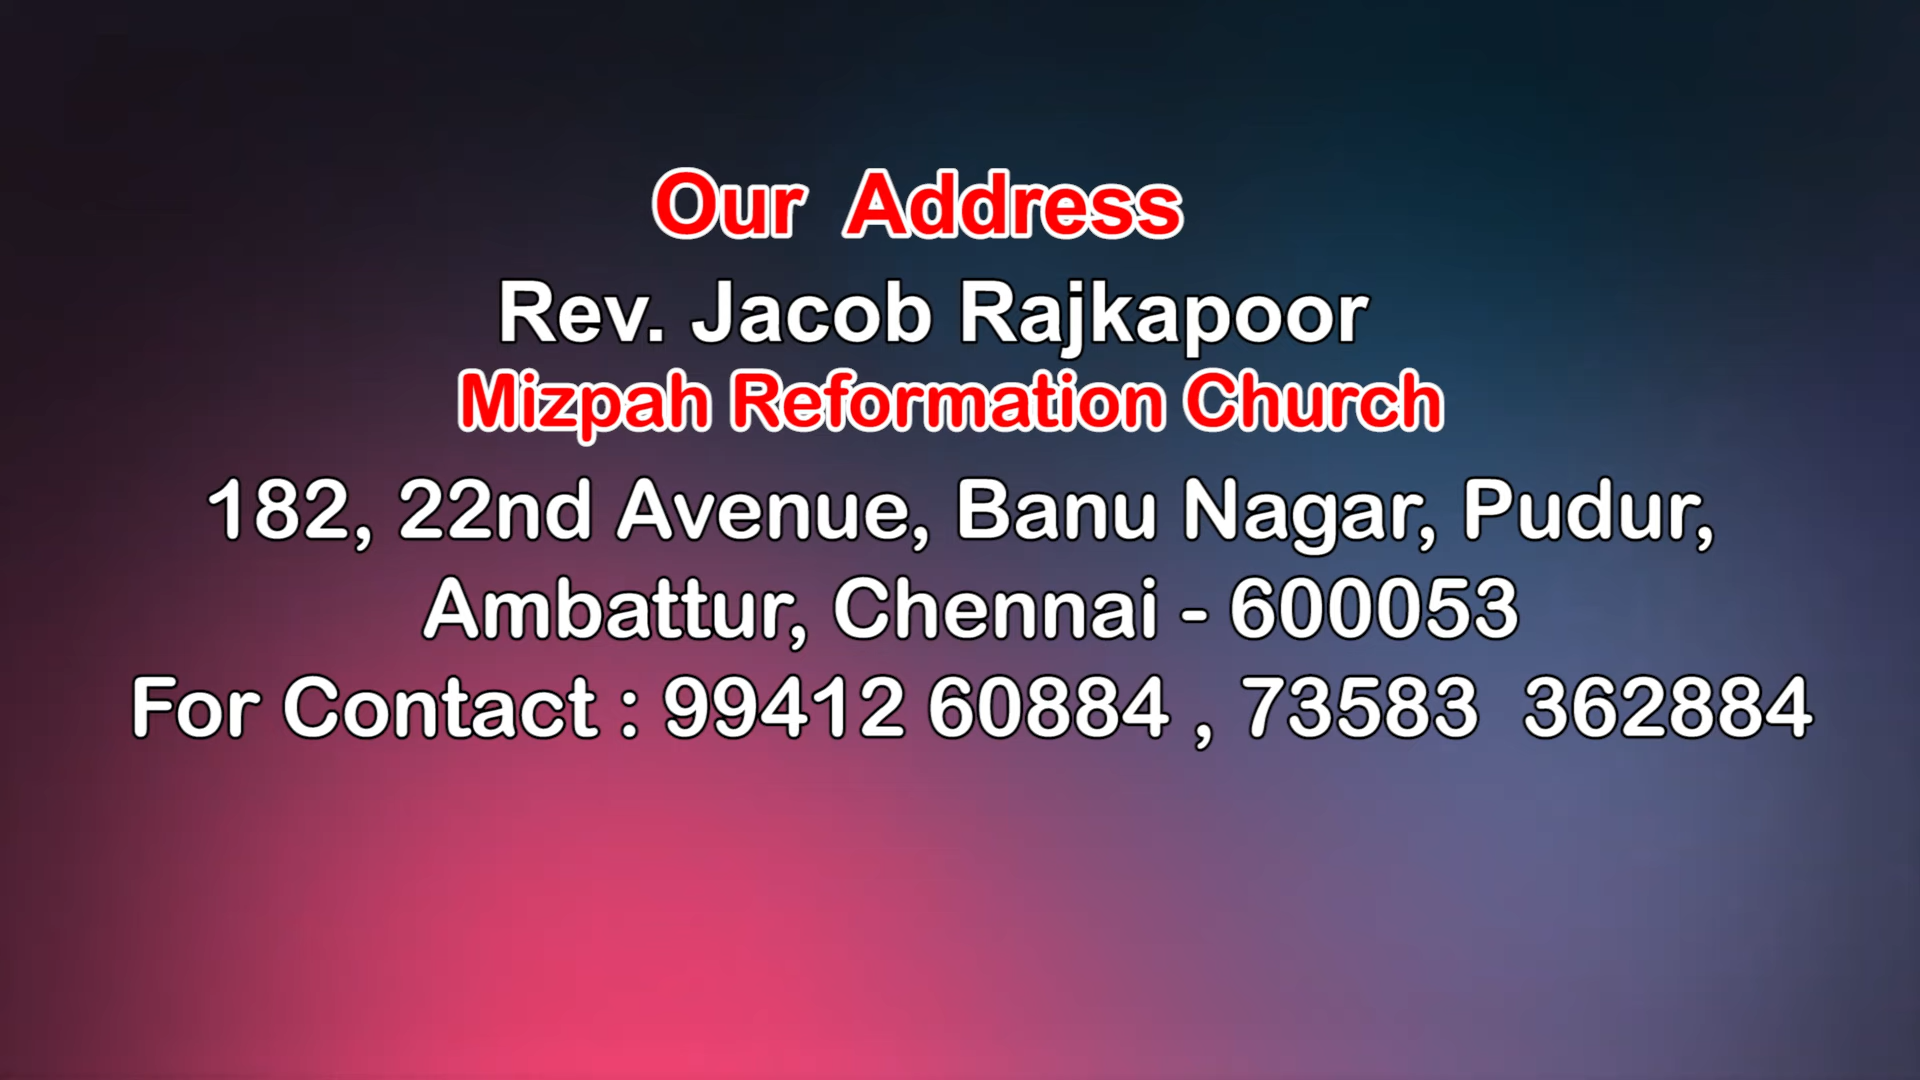 Our Address
Rev. Jacob Rajkapoor
Mizpah Reformation Church
182, 22nd Avenue, Banu Nagar, Pudur,
Ambattur, Chennai - 600053
For Contact : 99412 60884 , 73583 362884